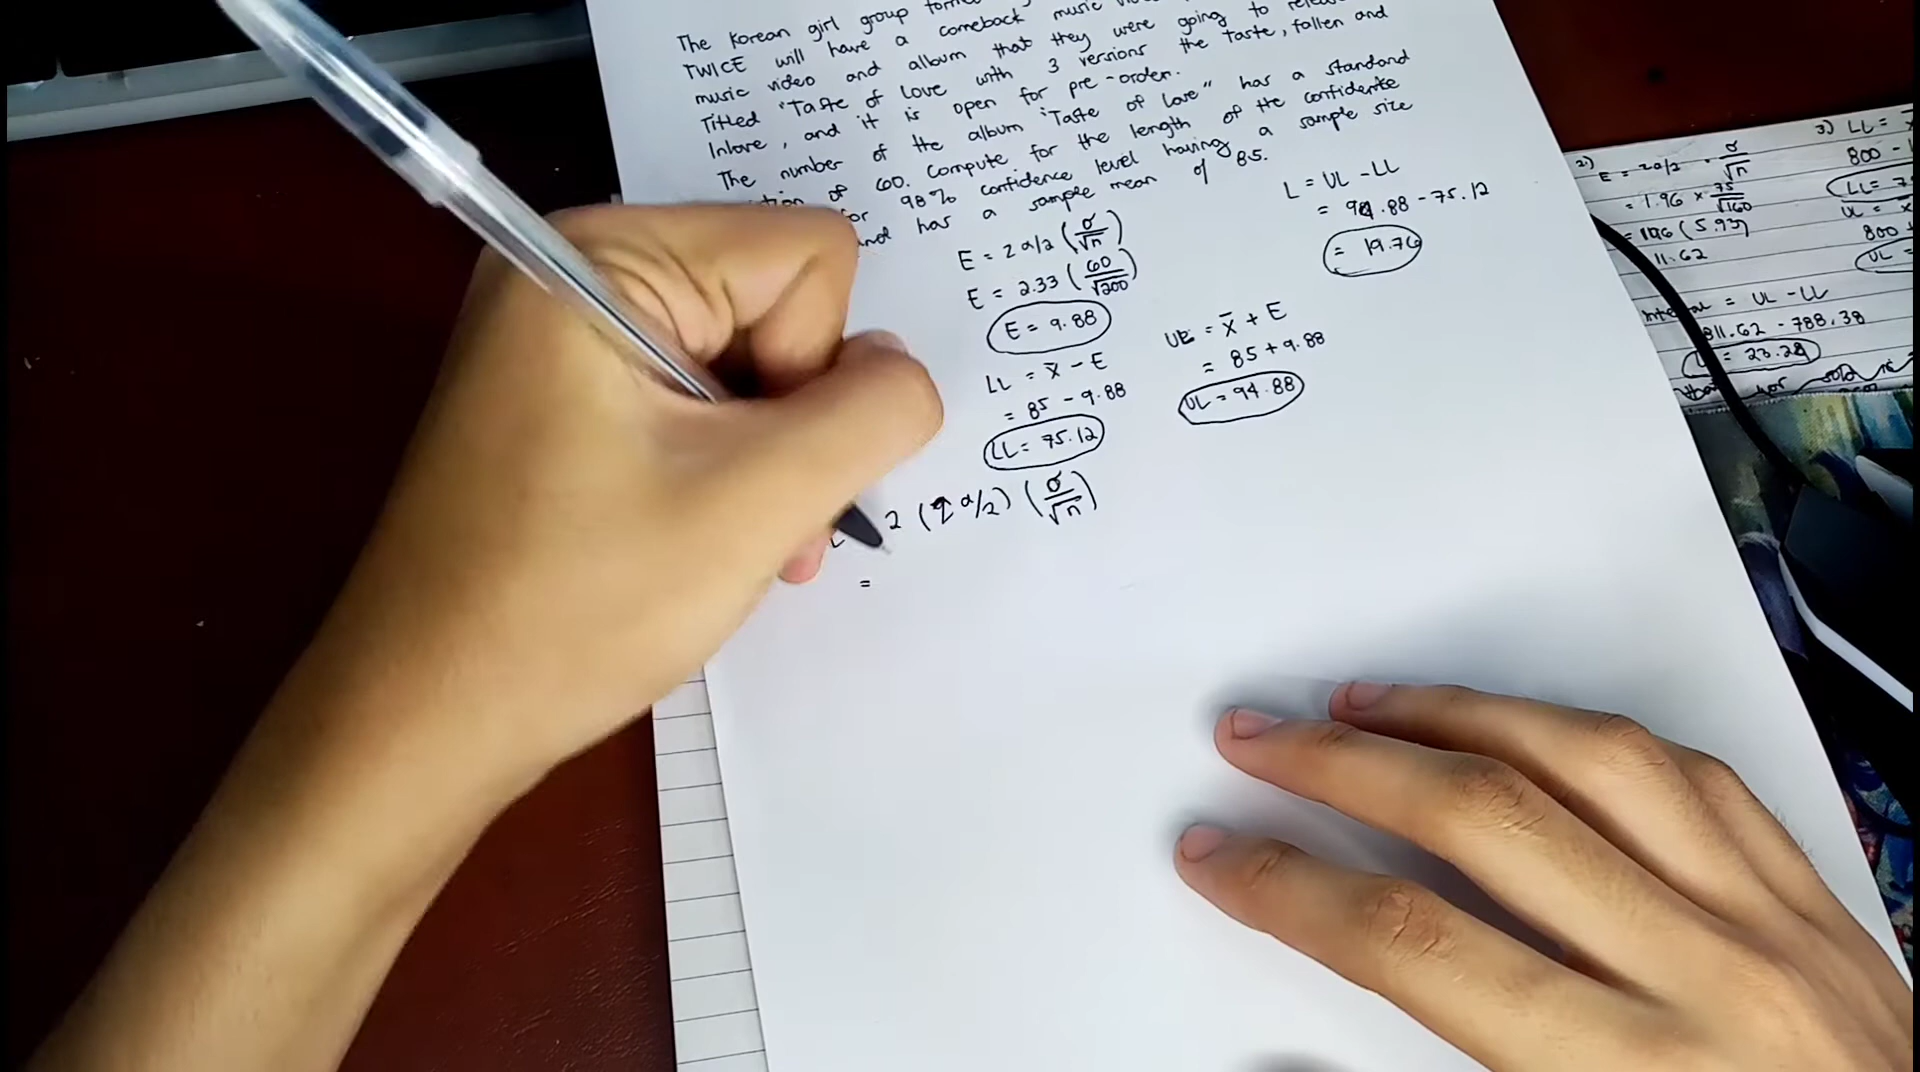 The Korean girl group
TWICE will have a comeback music
music video and album that they were going to
Titled "Taste of Love with 3 versions the taste, fallen and
Inlove, and it is open for pre-order.
The number of the album "Taste of Love" has a standard
of 60. Compute for the length of the confidence
for 98% confidence level having a sample size
and has a sample mean of 85.
E = Z α/2 (σ/√n)
E = 2.33 (60/√200)
E = 9.88
LL = x̄ - E
= 85 - 9.88
LL = 75.12
UL = x̄ + E
= 85 + 9.88
UL = 94.88
L = UL - LL
= 94.88 - 75.12
= 19.76
2 (Z α/2) (σ/√n)
=
2.)
E = Zα/2 · σ/√n
= 1.96 × 75/√160
= 1.96 (5.93)
11.62
Interval = UL - LL
811.62 - 788.38
= 23.24
3) LL =
800 -
LL = 7
UL = x̄
800 +
UL =